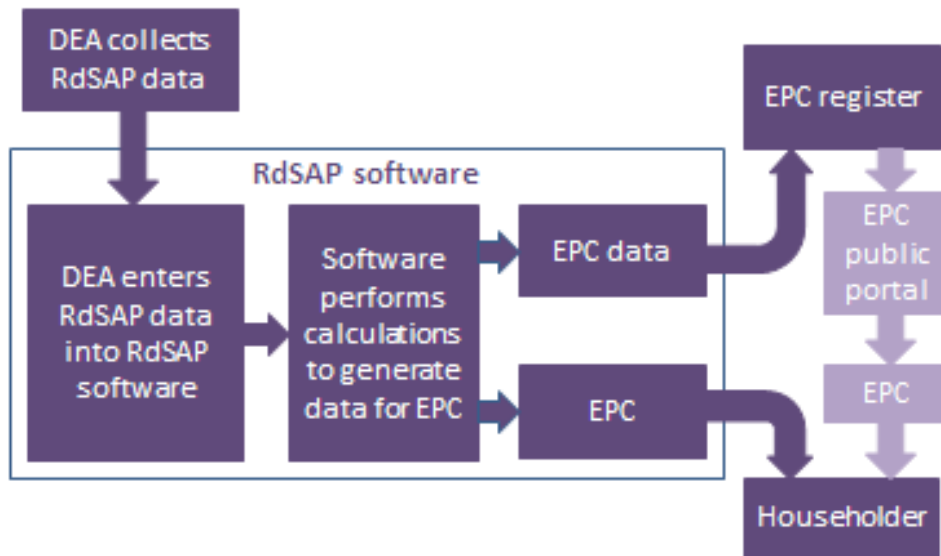 DEA collects
RdSAP data
RdSAP software
DEA enters
RdSAP data
into RdSAP
software
Software
performs
calculations
to generate
data for EPC
EPC data
EPC
EPC register
EPC
public
portal
EPC
Householder